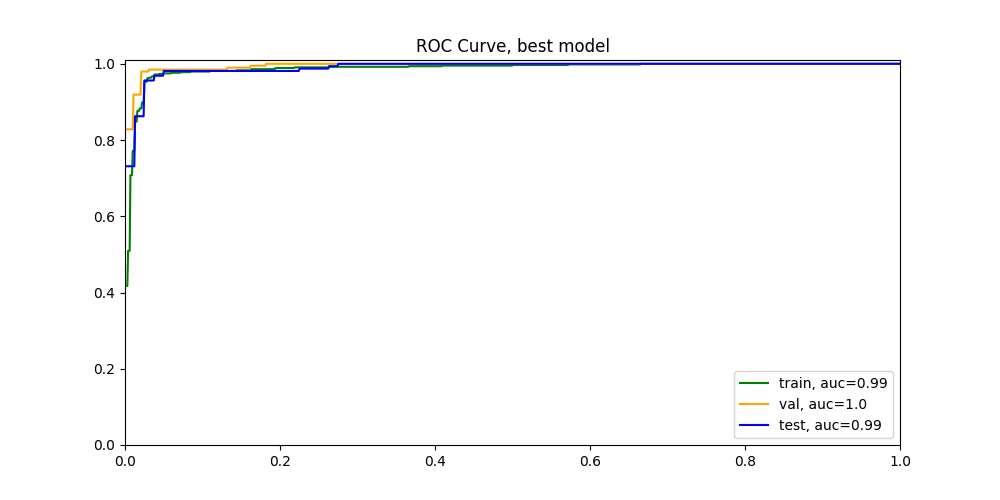 ROC Curve, best model
1.0
0.8
0.6
0.4
0.2
0.0
train, auc=0.99
val, auc=1.0
test, auc=0.99
0.0 0.2 0.4 0.6 0.8 1.0